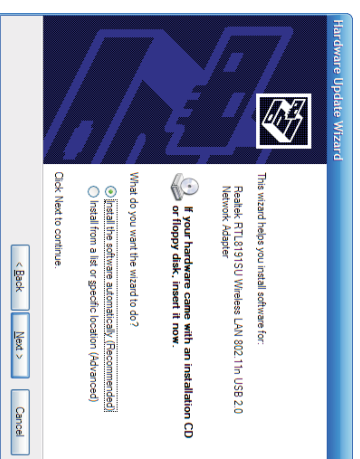 Hardware Update Wizard
This wizard helps you install software for:
Realtek RTL8191SU Wireless LAN 802.11n USB 2.0
Network Adapter
If your hardware came with an installation CD
or floppy disk, insert it now.
What do you want the wizard to do?
Install the software automatically (Recommended)
Install from a list or specific location (Advanced)
Click Next to continue.
< Back
Next >
Cancel